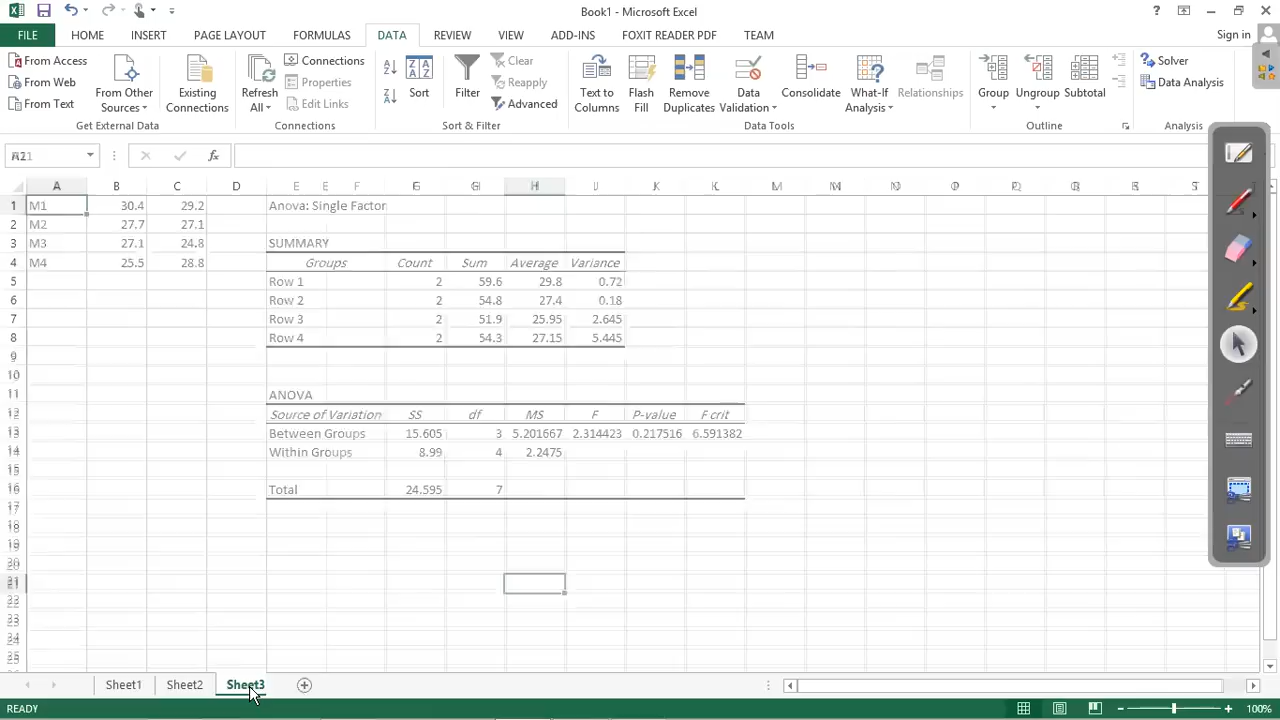 Book1 - Microsoft Excel
FILE HOME INSERT PAGE LAYOUT FORMULAS DATA REVIEW VIEW ADD-INS FOXIT READER PDF TEAM Sign in
From Access
From Web
From Text
From Other Sources
Existing Connections
Get External Data
Refresh All
Connections
Properties
Edit Links
Connections
Sort
Filter
Clear
Reapply
Advanced
Sort & Filter
Text to Columns
Flash Fill
Remove Duplicates
Data Validation
Consolidate
What-If Analysis
Relationships
Data Tools
Group
Ungroup
Subtotal
Outline
Solver
Data Analysis
Analysis
M1 30.4 29.2 Anova: Single Factor
M2 27.7 27.1
M3 27.1 24.8 SUMMARY
M4 25.5 28.8 Groups Count Sum Average Variance
Row 1 2 59.6 29.8 0.72
Row 2 2 54.8 27.4 0.18
Row 3 2 51.9 25.95 2.645
Row 4 2 54.3 27.15 5.445
ANOVA
Source of Variation SS df MS F P-value F crit
Between Groups 15.605 3 5.201667 2.314423 0.217516 6.591382
Within Groups 8.99 4 2.2475
Total 24.595 7
Sheet1 Sheet2 Sheet3
READY 100%